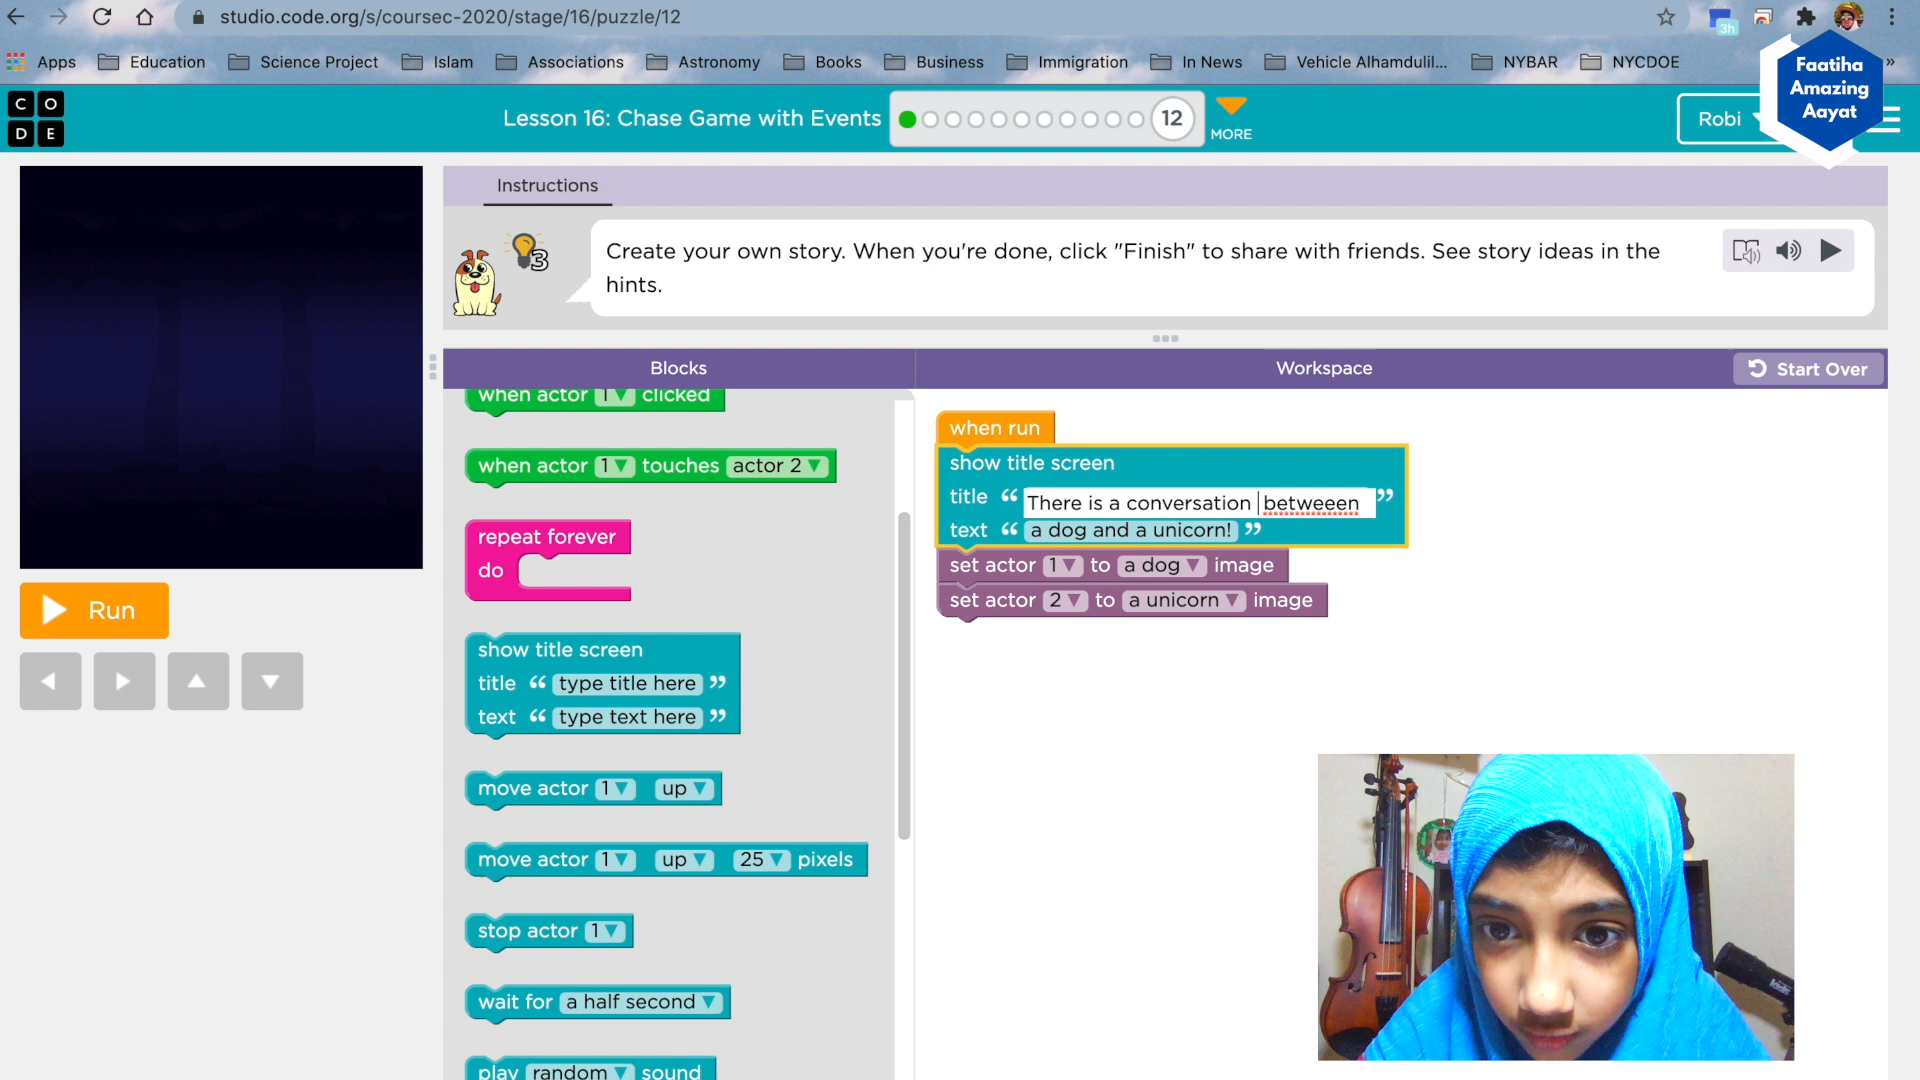 studio.code.org/s/coursec-2020/stage/16/puzzle/12
3h
Apps Education Science Project Islam Associations Astronomy Books Business Immigration In News Vehicle Alhamdulil... NYBAR NYCDOE »
Faatiha
Amazing
Aayat
C O
D E
Lesson 16: Chase Game with Events 12
MORE
Robi
Instructions
3
Create your own story. When you're done, click "Finish" to share with friends. See story ideas in the
hints.
Blocks
Workspace
Start Over
when actor 1 clicked
when actor 1 touches actor 2
repeat forever
do
show title screen
title “ type title here ”
text “ type text here ”
move actor 1 up
move actor 1 up 25 pixels
stop actor 1
wait for a half second
play random sound
when run
show title screen
title “ There is a conversation betweeen ”
text “ a dog and a unicorn! ”
set actor 1 to a dog image
set actor 2 to a unicorn image
Run